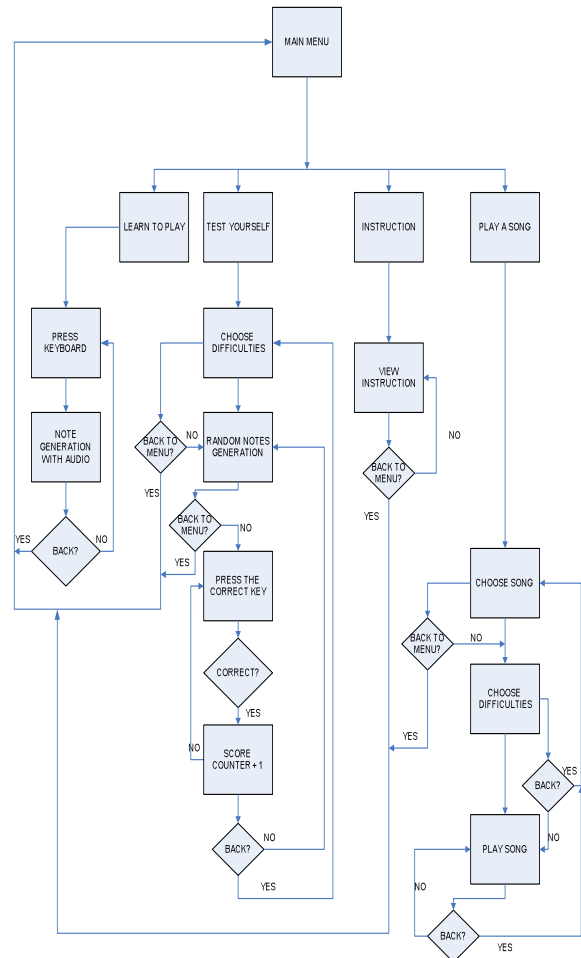 MAIN MENU
LEARN TO PLAY
TEST YOURSELF
INSTRUCTION
PLAY A SONG
PRESS
KEYBOARD
CHOOSE
DIFFICULTIES
VIEW
INSTRUCTION
NOTE
GENERATION
WITH AUDIO
BACK TO
MENU?
NO
RANDOM NOTES
GENERATION
NO
BACK TO
MENU?
YES
YES
BACK TO
MENU?
NO
YES
BACK?
NO
YES
PRESS THE
CORRECT KEY
CHOOSE SONG
BACK TO
MENU?
NO
CORRECT?
YES
CHOOSE
DIFFICULTIES
YES
NO
SCORE
COUNTER + 1
BACK?
YES
BACK?
NO
YES
NO
PLAY SONG
NO
BACK?
YES